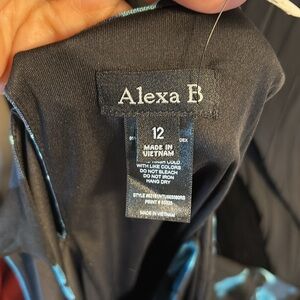 Alexa B
12
MADE IN
VIETNAM
COLD
WITH LIKE COLORS
DO NOT BLEACH
DO NOT IRON
HANG DRY
MADE IN VIETNAM